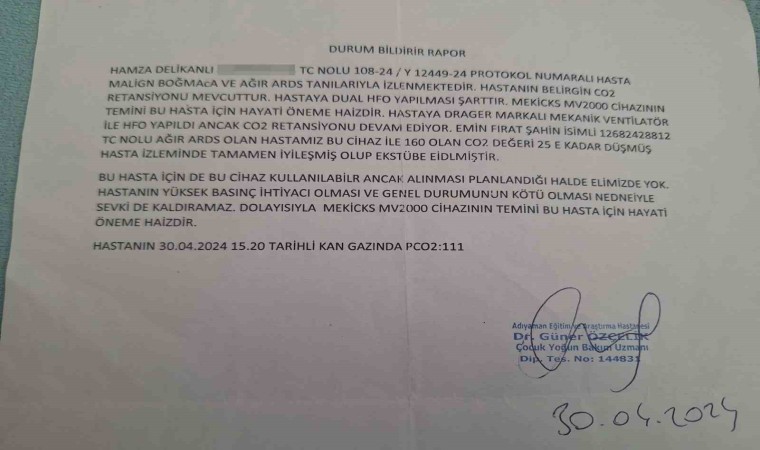 DURUM BİLDİRİR RAPOR
HAMZA DELİKANLI TC NOLU 108-24 / Y 12449-24 PROTOKOL NUMARALI HASTA
MALİGN BOĞMAcA VE AĞIR ARDS TANILARIYLA İZLENMEKTEDİR. HASTANIN BELİRGİN CO2
RETANSİYONU MEVCUTTUR. HASTAYA DUAL HFO YAPILMASI ŞARTTIR. MEKİCKS MV2000 CİHAZININ
TEMİNİ BU HASTA İÇİN HAYATİ ÖNEME HAİZDİR. HASTAYA DRAGER MARKALI MEKANİK VENTİLATÖR
İLE HFO YAPILDI ANCAK CO2 RETANSİYONU DEVAM EDİYOR. EMİN FIRAT ŞAHİN İSİMLİ 12682428812
TC NOLU AĞIR ARDS OLAN HASTAMIZ BU CİHAZ İLE 160 OLAN CO2 DEĞERİ 25 E KADAR DÜŞMÜŞ
HASTA İZLEMİNDE TAMAMEN İYİLEŞMİŞ OLUP EKSTÜBE EİDLMİŞTİR.
BU HASTA İÇİN DE BU CİHAZ KULLANILABİLR ANCAK ALINMASI PLANLANDIĞI HALDE ELİMİZDE YOK.
HASTANIN YÜKSEK BASINÇ İHTİYACI OLMASI VE GENEL DURUMUNUN KÖTÜ OLMASI NEDNEİYLE
SEVKİ DE KALDIRAMAZ. DOLAYISIYLA MEKİCKS MV2000 CİHAZININ TEMİNİ BU HASTA İÇİN HAYATİ
ÖNEME HAİZDİR.
HASTANIN 30.04.2024 15.20 TARİHLİ KAN GAZINDA PCO2:111
Adıyaman Eğitim ve Araştırma Hastanesi
Dr. Güner ÖZÇELİK
Çocuk Yoğun Bakım Uzmanı
Dip. Tes. No: 144831
30.04.2024